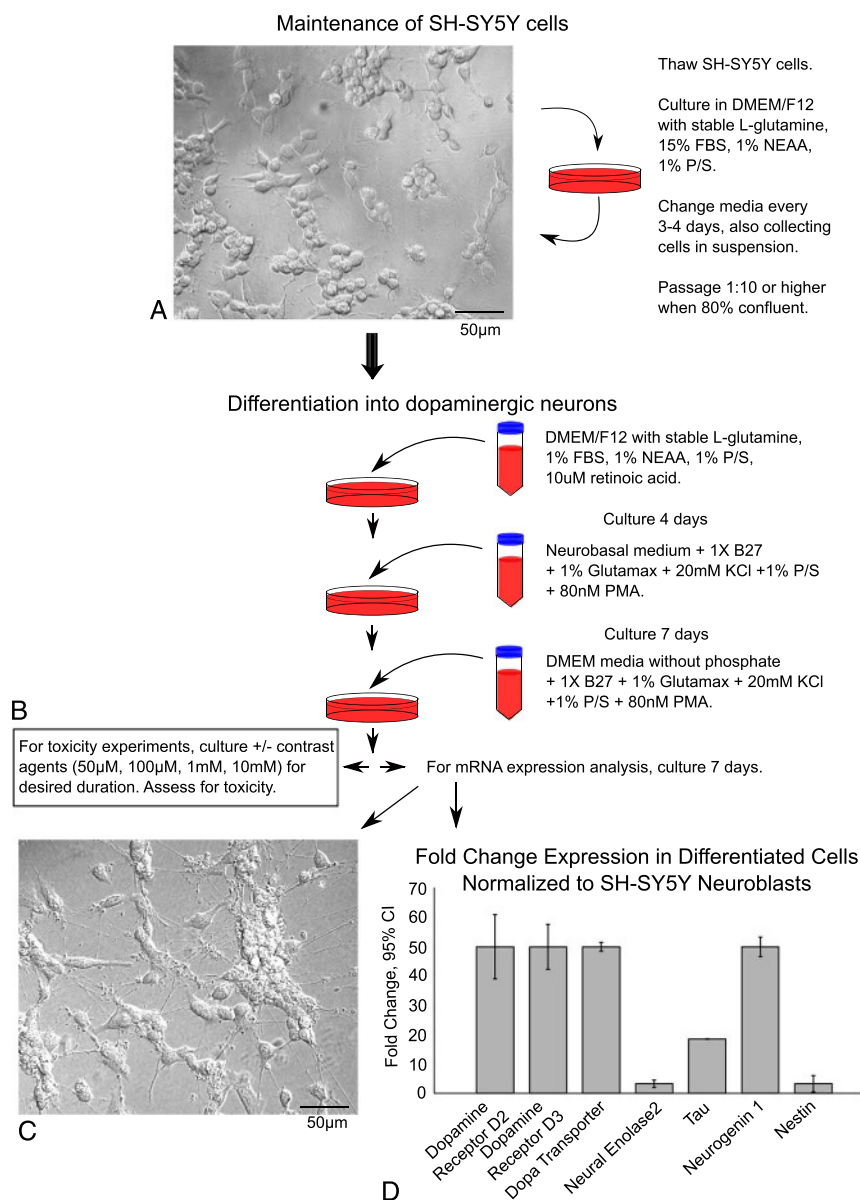 Maintenance of SH-SY5Y cells
Thaw SH-SY5Y cells.
Culture in DMEM/F12
with stable L-glutamine,
15% FBS, 1% NEAA,
1% P/S.
Change media every
3-4 days, also collecting
cells in suspension.
Passage 1:10 or higher
when 80% confluent.
A
50µm
Differentiation into dopaminergic neurons
DMEM/F12 with stable L-glutamine,
1% FBS, 1% NEAA, 1% P/S,
10uM retinoic acid.
Culture 4 days
Neurobasal medium + 1X B27
+ 1% Glutamax + 20mM KCl +1% P/S
+ 80nM PMA.
Culture 7 days
DMEM media without phosphate
+ 1X B27 + 1% Glutamax + 20mM KCl
+1% P/S + 80nM PMA.
B
For toxicity experiments, culture +/- contrast
agents (50µM, 100µM, 1mM, 10mM) for
desired duration. Assess for toxicity.
For mRNA expression analysis, culture 7 days.
C
50µm
Fold Change Expression in Differentiated Cells
Normalized to SH-SY5Y Neuroblasts
Fold Change, 95% CI
70
60
50
40
30
20
10
0
Dopamine
Receptor D2
Dopamine
Receptor D3
Dopa Transporter
Neural Enolase2
Tau
Neurogenin 1
Nestin
D